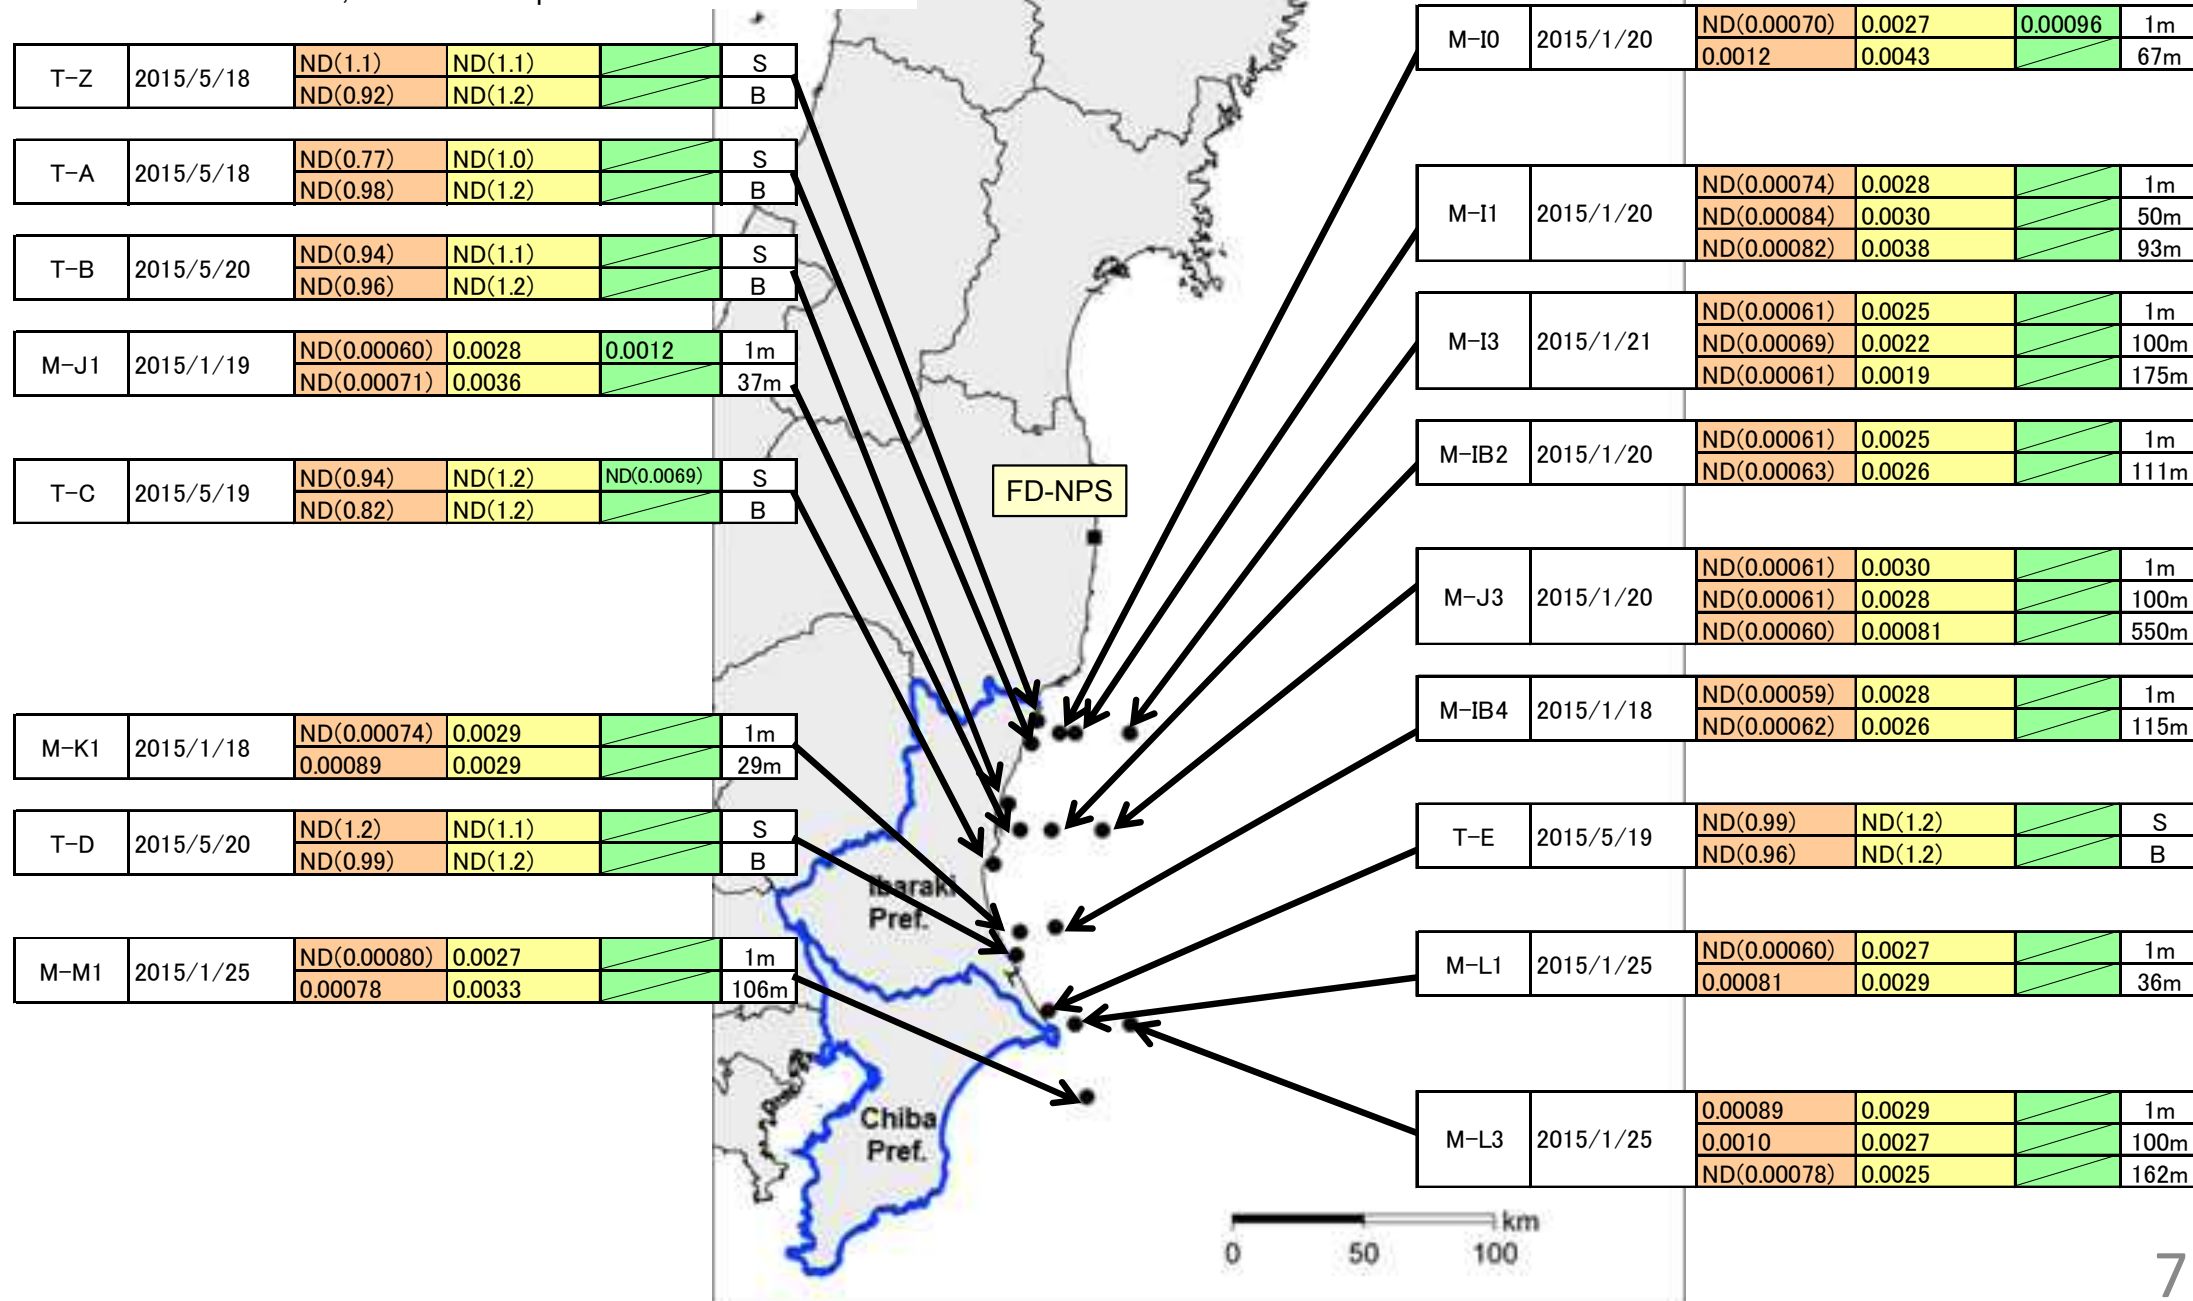 T-Z 2015/5/18 ND(1.1) ND(1.1) S
ND(0.92) ND(1.2) B
T-A 2015/5/18 ND(0.77) ND(1.0) S
ND(0.98) ND(1.2) B
T-B 2015/5/20 ND(0.94) ND(1.1) S
ND(0.96) ND(1.2) B
M-J1 2015/1/19 ND(0.00060) 0.0028 0.0012 1m
ND(0.00071) 0.0036 37m
T-C 2015/5/19 ND(0.94) ND(1.2) ND(0.0069) S
ND(0.82) ND(1.2) B
M-K1 2015/1/18 ND(0.00074) 0.0029 1m
0.00089 0.0029 29m
T-D 2015/5/20 ND(1.2) ND(1.1) S
ND(0.99) ND(1.2) B
M-M1 2015/1/25 ND(0.00080) 0.0027 1m
0.00078 0.0033 106m
FD-NPS
Ibaraki
Pref.
Chiba
Pref.
km
0 50 100
M-I0 2015/1/20 ND(0.00070) 0.0027 0.00096 1m
0.0012 0.0043 67m
M-I1 2015/1/20 ND(0.00074) 0.0028 1m
ND(0.00084) 0.0030 50m
ND(0.00082) 0.0038 93m
M-I3 2015/1/21 ND(0.00061) 0.0025 1m
ND(0.00069) 0.0022 100m
ND(0.00061) 0.0019 175m
M-IB2 2015/1/20 ND(0.00061) 0.0025 1m
ND(0.00063) 0.0026 111m
M-J3 2015/1/20 ND(0.00061) 0.0030 1m
ND(0.00061) 0.0028 100m
ND(0.00060) 0.00081 550m
M-IB4 2015/1/18 ND(0.00059) 0.0028 1m
ND(0.00062) 0.0026 115m
T-E 2015/5/19 ND(0.99) ND(1.2) S
ND(0.96) ND(1.2) B
M-L1 2015/1/25 ND(0.00060) 0.0027 1m
0.00081 0.0029 36m
M-L3 2015/1/25 0.00089 0.0029 1m
0.0010 0.0027 100m
ND(0.00078) 0.0025 162m
7